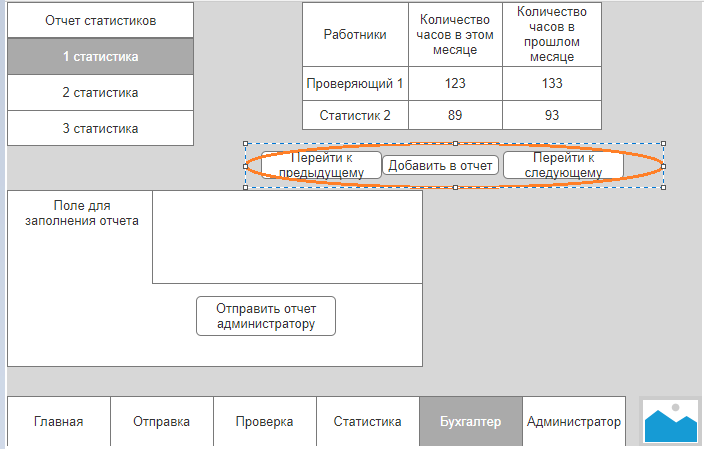 Отчет статистиков
1 статистика
2 статистика
3 статистика
Работники
Количество
часов в этом
месяце
Количество
часов в
прошлом
месяце
Проверяющий 1
123
133
Статистик 2
89
93
Перейти к
предыдущему
Добавить в отчет
Перейти к
следующему
Поле для
заполнения отчета
Отправить отчет
администратору
Главная
Отправка
Проверка
Статистика
Бухгалтер
Администратор